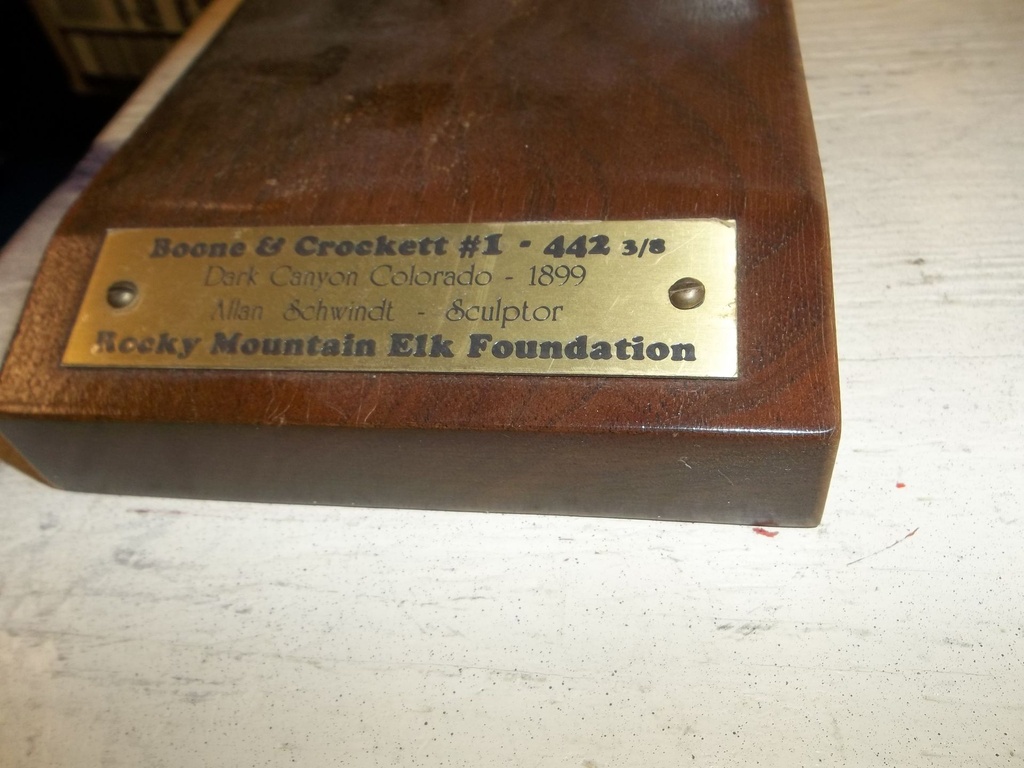 Boone & Crockett #1 - 442 3/8
Dark Canyon Colorado - 1899
Allan Schwindt - Sculptor
Rocky Mountain Elk Foundation